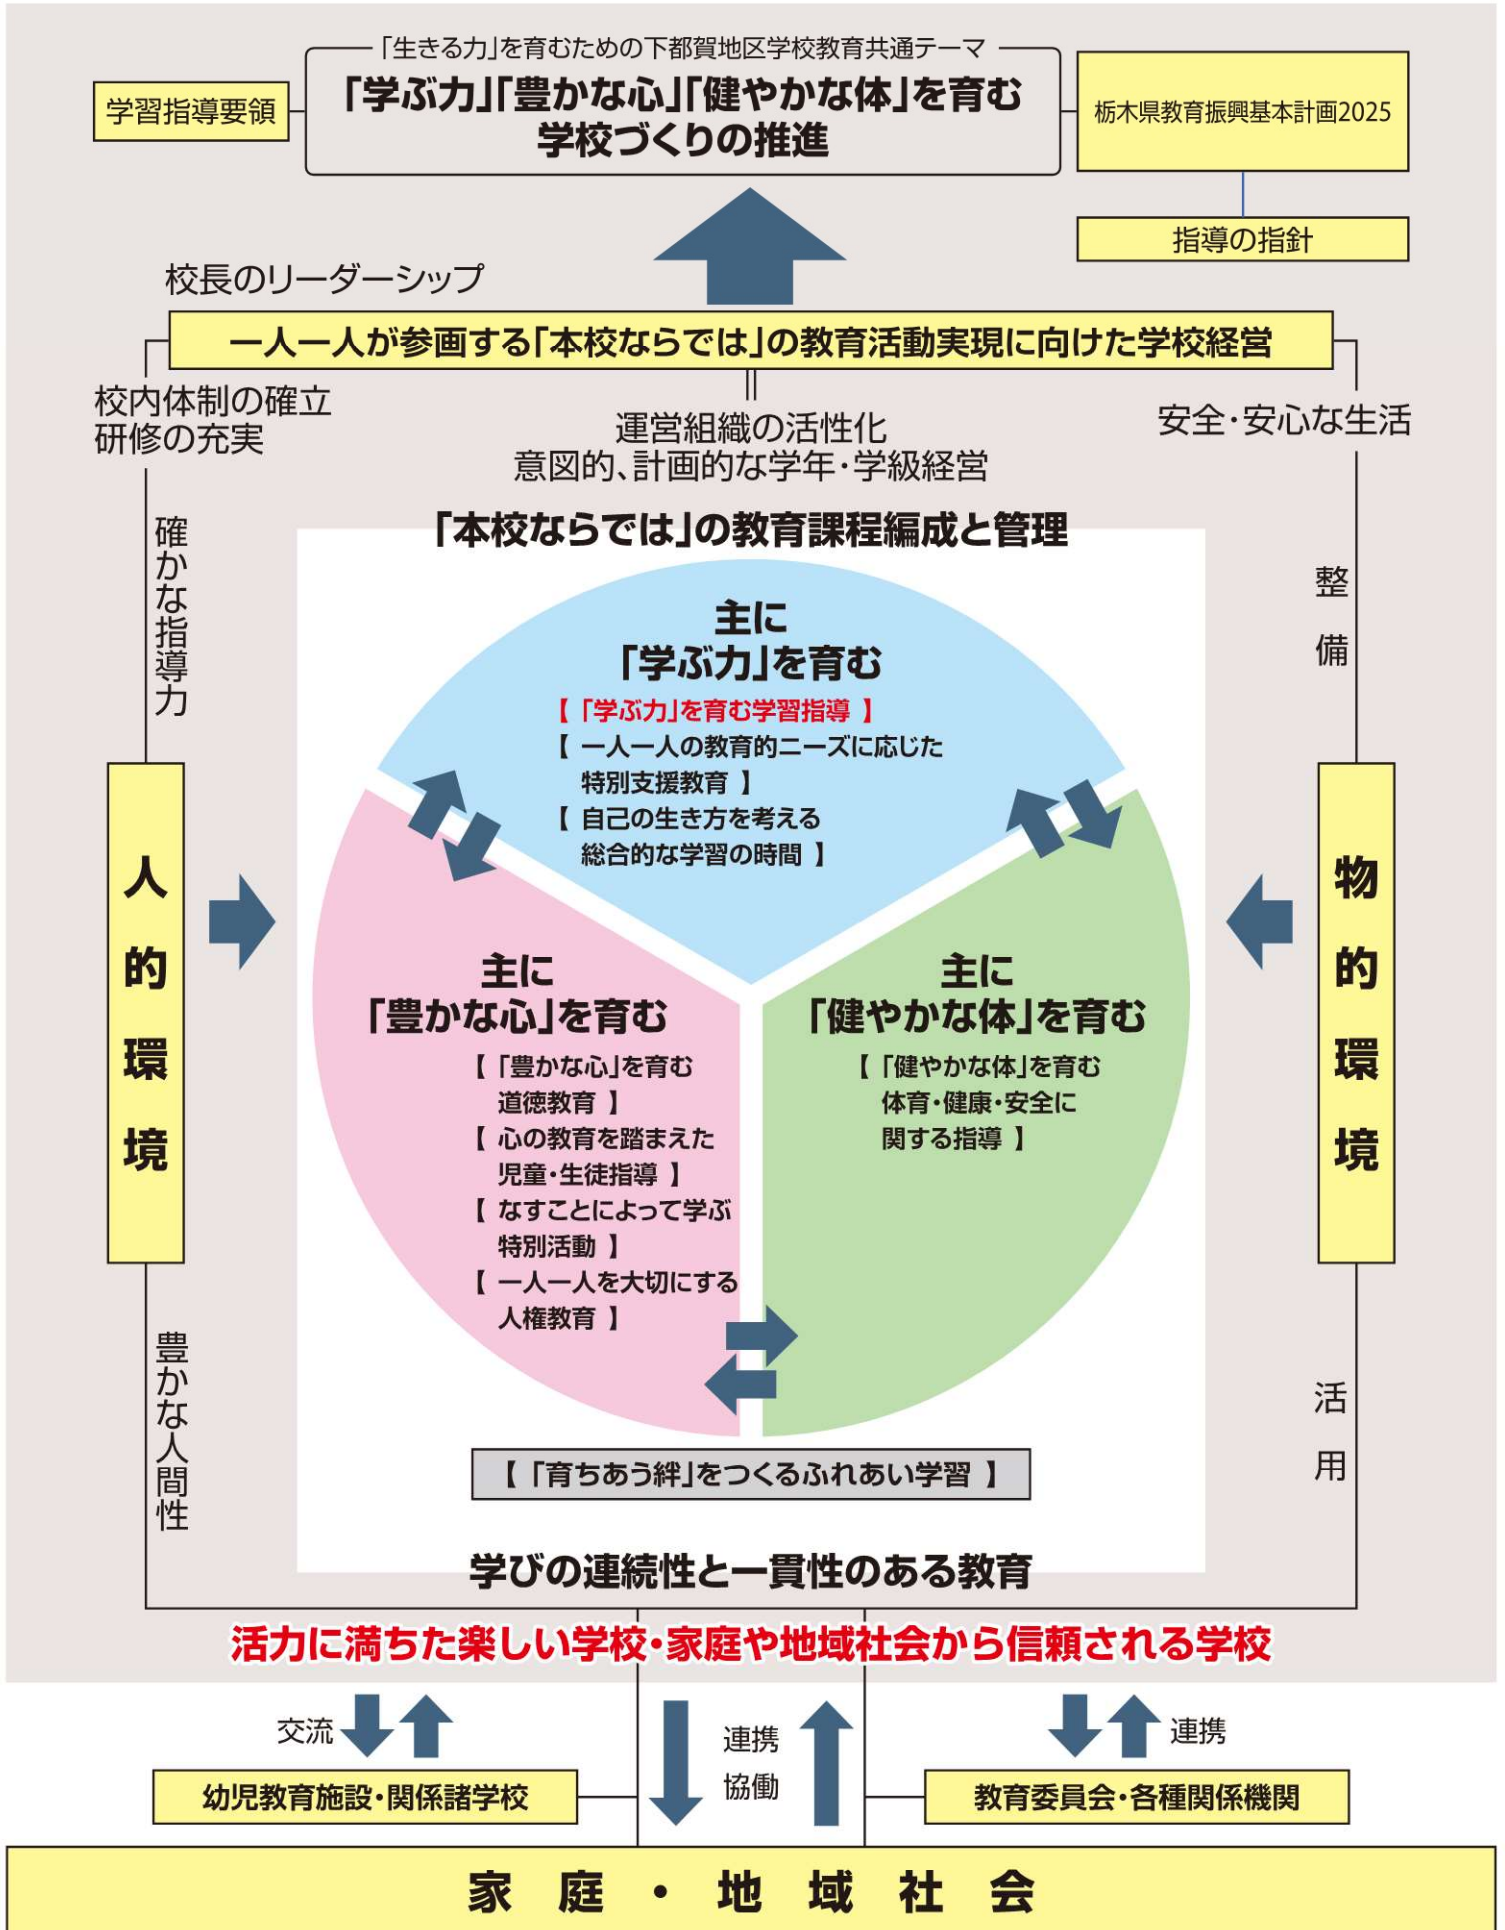 「生きる力」を育むための下都賀地区学校教育共通テーマ
「学ぶ力」「豊かな心」「健やかな体」を育む
学校づくりの推進
学習指導要領
栃木県教育振興基本計画2025
指導の指針
校長のリーダーシップ
一人一人が参画する「本校ならでは」の教育活動実現に向けた学校経営
校内体制の確立
研修の充実
運営組織の活性化
意図的、計画的な学年・学級経営
安全・安心な生活
確かな指導力
人的環境
豊かな人間性
整備
物的環境
活用
「本校ならでは」の教育課程編成と管理
主に
「学ぶ力」を育む
【「学ぶ力」を育む学習指導 】
【 一人一人の教育的ニーズに応じた
特別支援教育 】
【 自己の生き方を考える
総合的な学習の時間 】
主に
「豊かな心」を育む
【「豊かな心」を育む
道徳教育 】
【 心の教育を踏まえた
児童・生徒指導 】
【 なすことによって学ぶ
特別活動 】
【 一人一人を大切にする
人権教育 】
主に
「健やかな体」を育む
【「健やかな体」を育む
体育・健康・安全に
関する指導 】
【「育ちあう絆」をつくるふれあい学習 】
学びの連続性と一貫性のある教育
活力に満ちた楽しい学校・家庭や地域社会から信頼される学校
交流
連携
協働
連携
幼児教育施設・関係諸学校
教育委員会・各種関係機関
家庭・地域社会